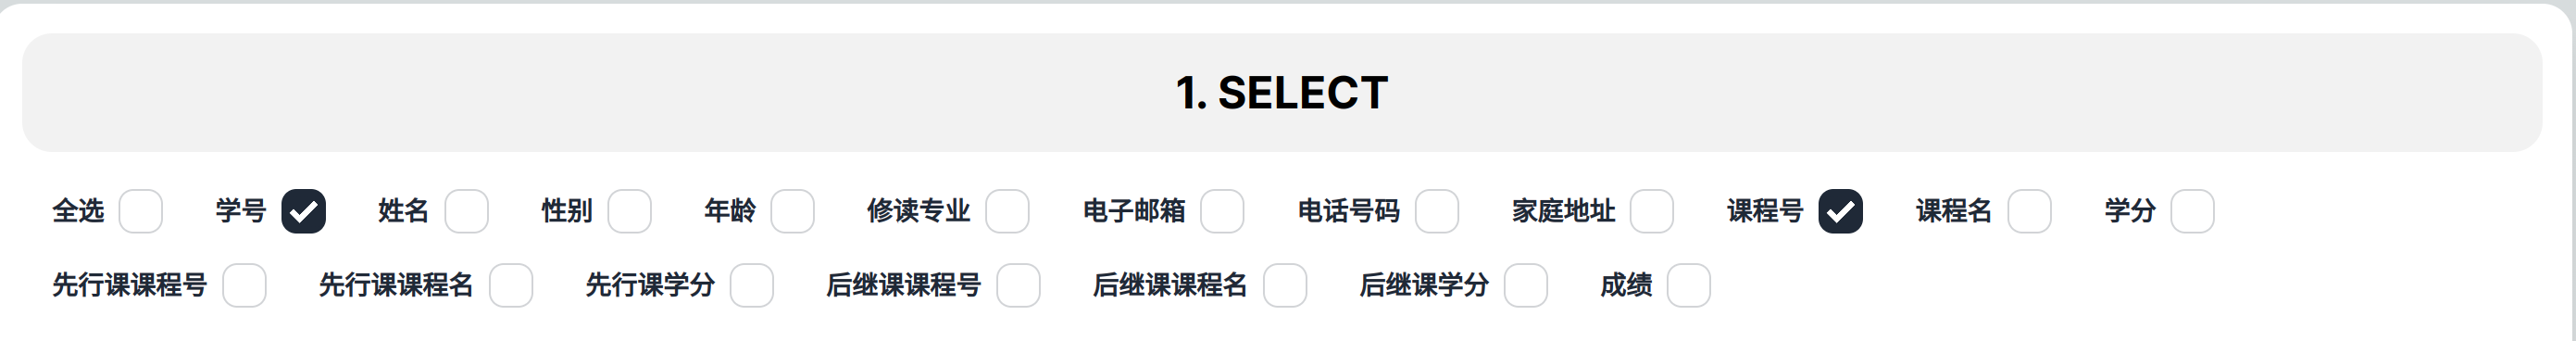 1. SELECT
全选 学号 姓名 性别 年龄 修读专业 电子邮箱 电话号码 家庭地址 课程号 课程名 学分
先行课课程号 先行课课程名 先行课学分 后继课课程号 后继课课程名 后继课学分 成绩